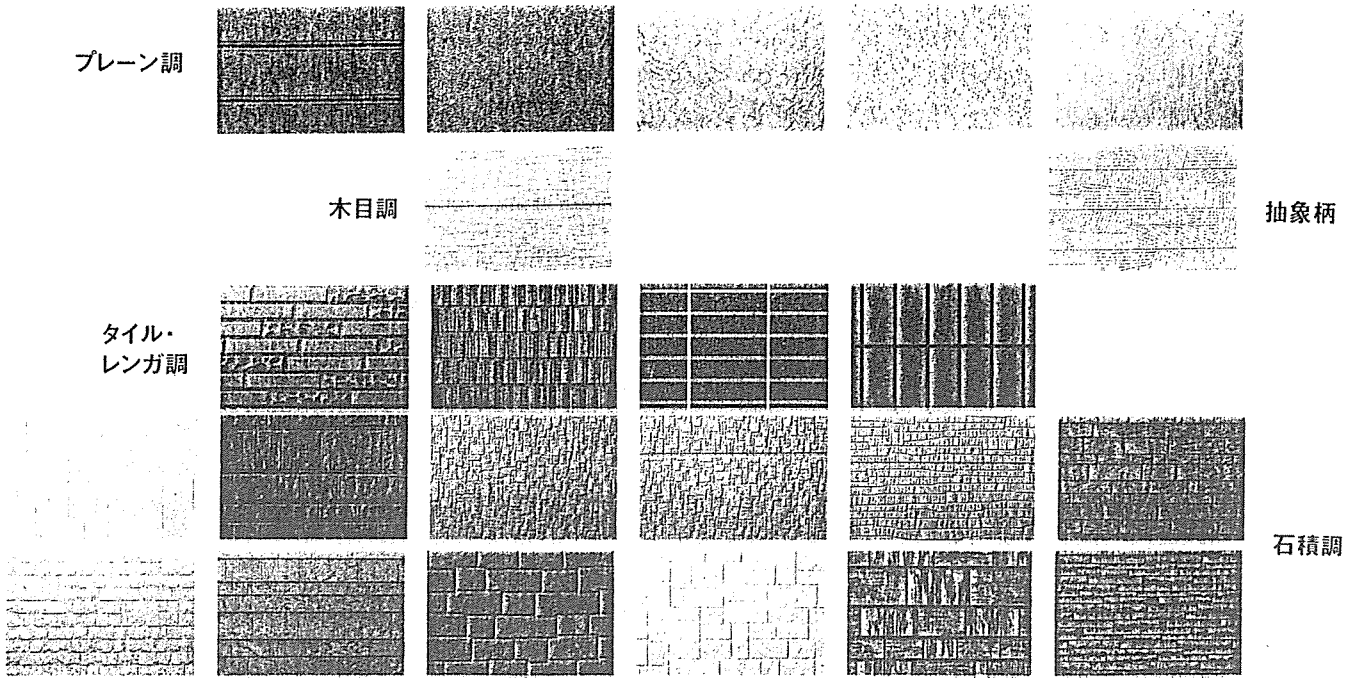 プレーン調
木目調
抽象柄
タイル・
レンガ調
石積調